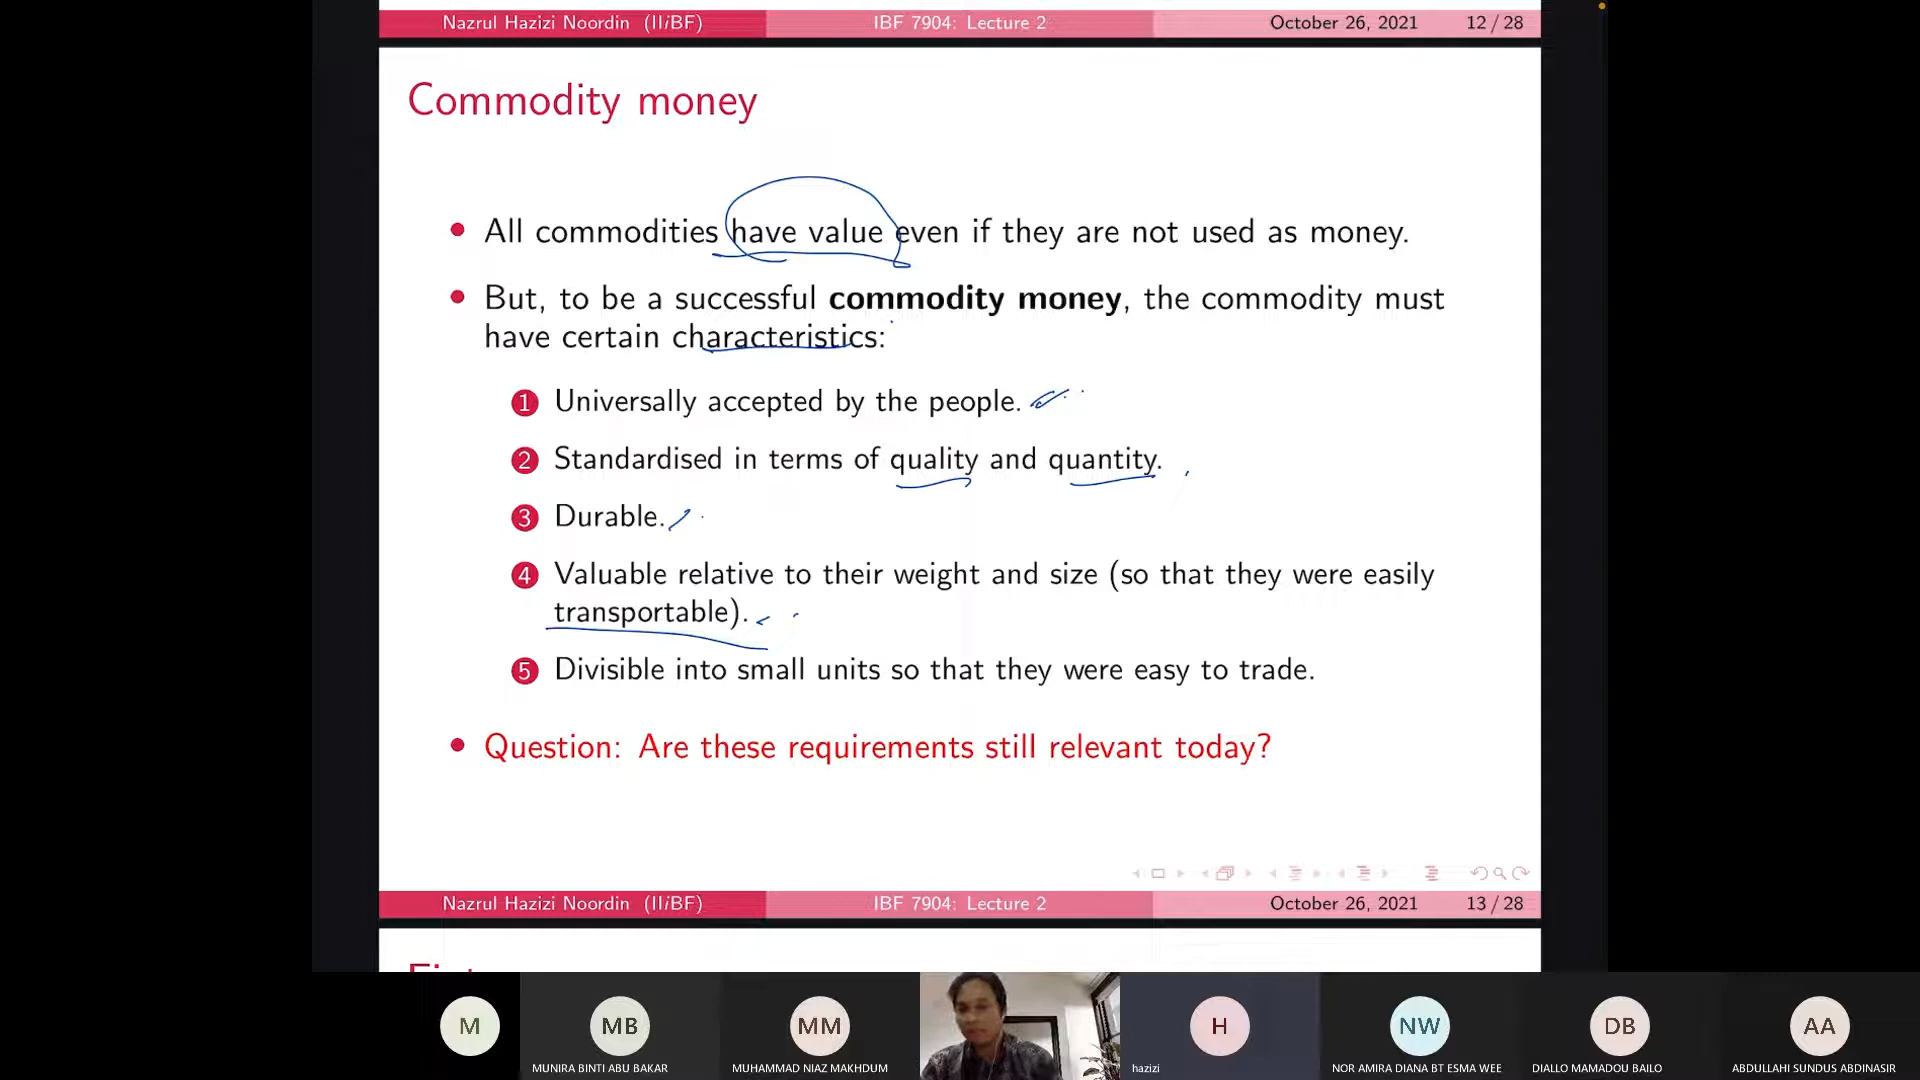 Nazrul Hazizi Noordin (IIiBF) IBF 7904: Lecture 2 October 26, 2021 12 / 28
Commodity money
All commodities have value even if they are not used as money.
But, to be a successful commodity money, the commodity must
have certain characteristics:
1 Universally accepted by the people.
2 Standardised in terms of quality and quantity.
3 Durable.
4 Valuable relative to their weight and size (so that they were easily
transportable).
5 Divisible into small units so that they were easy to trade.
Question: Are these requirements still relevant today?
Nazrul Hazizi Noordin (IIiBF) IBF 7904: Lecture 2 October 26, 2021 13 / 28
M MB MM H NW DB AA
MUNIRA BINTI ABU BAKAR MUHAMMAD NIAZ MAKHDUM hazizi NOR AMIRA DIANA BT ESMA WEE DIALLO MAMADOU BAILO ABDULLAHI SUNDUS ABDINASIR